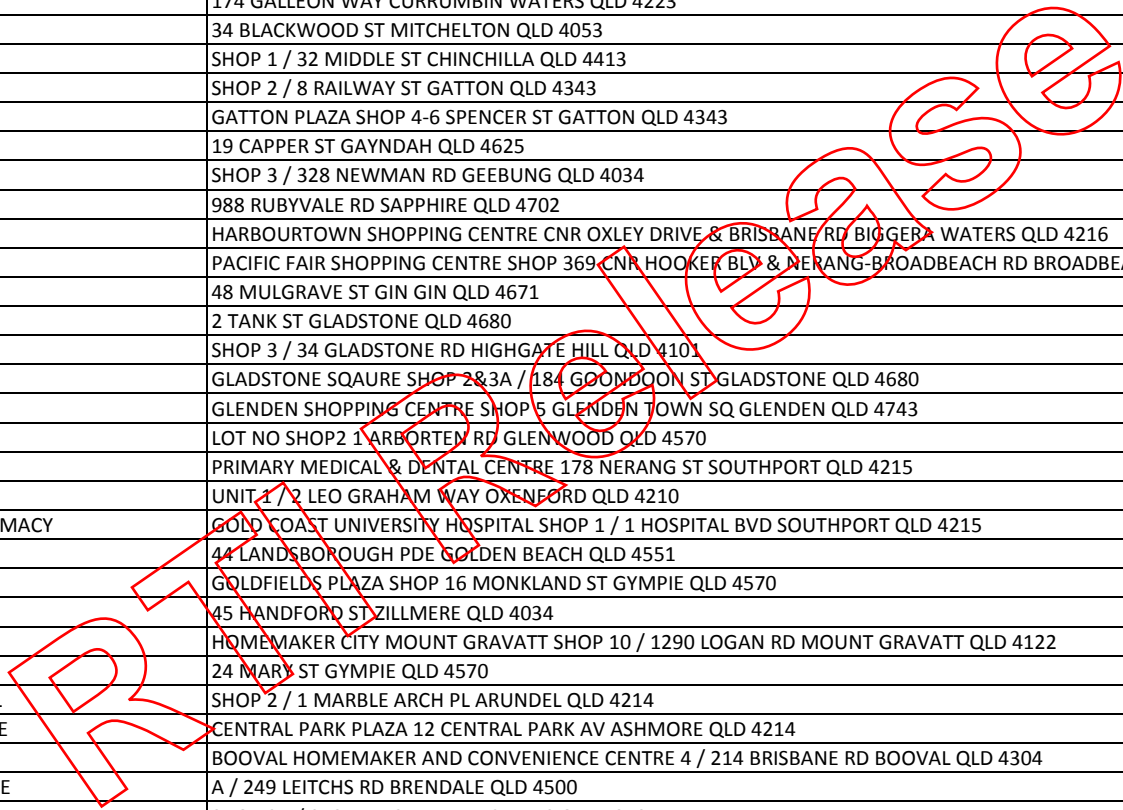 174 GALLEON WAY CURRUMBIN WATERS QLD 4223
34 BLACKWOOD ST MITCHELTON QLD 4053
SHOP 1 / 32 MIDDLE ST CHINCHILLA QLD 4413
SHOP 2 / 8 RAILWAY ST GATTON QLD 4343
GATTON PLAZA SHOP 4-6 SPENCER ST GATTON QLD 4343
19 CAPPER ST GAYNDAH QLD 4625
SHOP 3 / 328 NEWMAN RD GEEBUNG QLD 4034
988 RUBYVALE RD SAPPHIRE QLD 4702
HARBOURTOWN SHOPPING CENTRE CNR OXLEY DRIVE & BRISBANE RD BIGGERA WATERS QLD 4216
PACIFIC FAIR SHOPPING CENTRE SHOP 369 CNR HOOKER BLV & NERANG-BROADBEACH RD BROADBEA
48 MULGRAVE ST GIN GIN QLD 4671
2 TANK ST GLADSTONE QLD 4680
SHOP 3 / 34 GLADSTONE RD HIGHGATE HILL QLD 4101
GLADSTONE SQAURE SHOP 2&3A / 184 GOONDOON ST GLADSTONE QLD 4680
GLENDEN SHOPPING CENTRE SHOP 5 GLENDEN TOWN SQ GLENDEN QLD 4743
LOT NO SHOP2 1 ARBORTEN RD GLENWOOD QLD 4570
PRIMARY MEDICAL & DENTAL CENTRE 178 NERANG ST SOUTHPORT QLD 4215
UNIT 1 / 2 LEO GRAHAM WAY OXENFORD QLD 4210
MACY GOLD COAST UNIVERSITY HOSPITAL SHOP 1 / 1 HOSPITAL BVD SOUTHPORT QLD 4215
44 LANDSBOROUGH PDE GOLDEN BEACH QLD 4551
GOLDFIELDS PLAZA SHOP 16 MONKLAND ST GYMPIE QLD 4570
45 HANDFORD ST ZILLMERE QLD 4034
HOMEMAKER CITY MOUNT GRAVATT SHOP 10 / 1290 LOGAN RD MOUNT GRAVATT QLD 4122
24 MARY ST GYMPIE QLD 4570
SHOP 2 / 1 MARBLE ARCH PL ARUNDEL QLD 4214
E CENTRAL PARK PLAZA 12 CENTRAL PARK AV ASHMORE QLD 4214
BOOVAL HOMEMAKER AND CONVENIENCE CENTRE 4 / 214 BRISBANE RD BOOVAL QLD 4304
E A / 249 LEITCHS RD BRENDALE QLD 4500
RTI Release